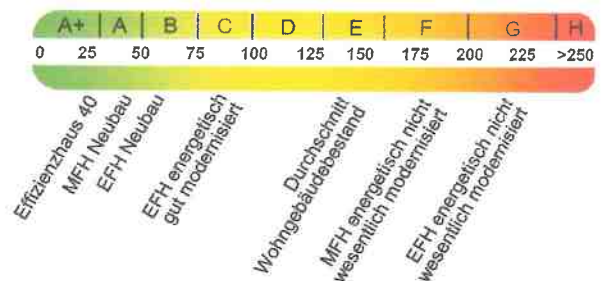 A+ A B C D E F G H
0 25 50 75 100 125 150 175 200 225 >250
Effizienzhaus 40
MFH Neubau
EFH Neubau
EFH energetisch
gut modernisiert
Durchschnitt
Wohngebäudebestand
MFH energetisch nicht
wesentlich modernisiert
EFH energetisch nicht
wesentlich modernisiert